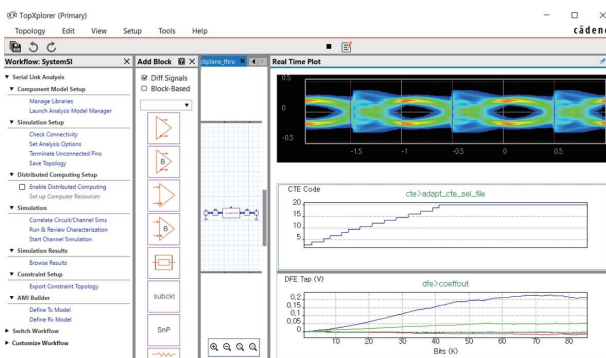 TopXplorer (Primary)
Topology Edit View Setup Tools Help
Workflow: SystemSI
Serial Link Analysis
Component Model Setup
Manage Libraries
Launch Analysis Model Manager
Simulation Setup
Check Connectivity
Set Analysis Options
Terminate Unconnected Pins
Save Topology
Distributed Computing Setup
Enable Distributed Computing
Set up Computer Resources
Simulation
Correlate Circuit/Channel Sims
Run & Review Characterization
Start Channel Simulation
Simulation Results
Browse Results
Constraint Setup
Export Constraint Topology
AMI Builder
Define Tx Model
Define Rx Model
Switch Workflow
Customize Workflow
Add Block
Diff Signals
Block-Based
B
B
subckt
SnP
ckplane_thru
Real Time Plot
0.5
0
-0.5
-1.5 -1 -0.5 0 0.5
CTE Code
cte>adapt_cte_sel_file
20
15
10
5
DFE Tap (V)
dfe>coeffout
0.2
0.15
0.1
0.05
0
10 20 30 40 50 60 70 80
Bits (K)